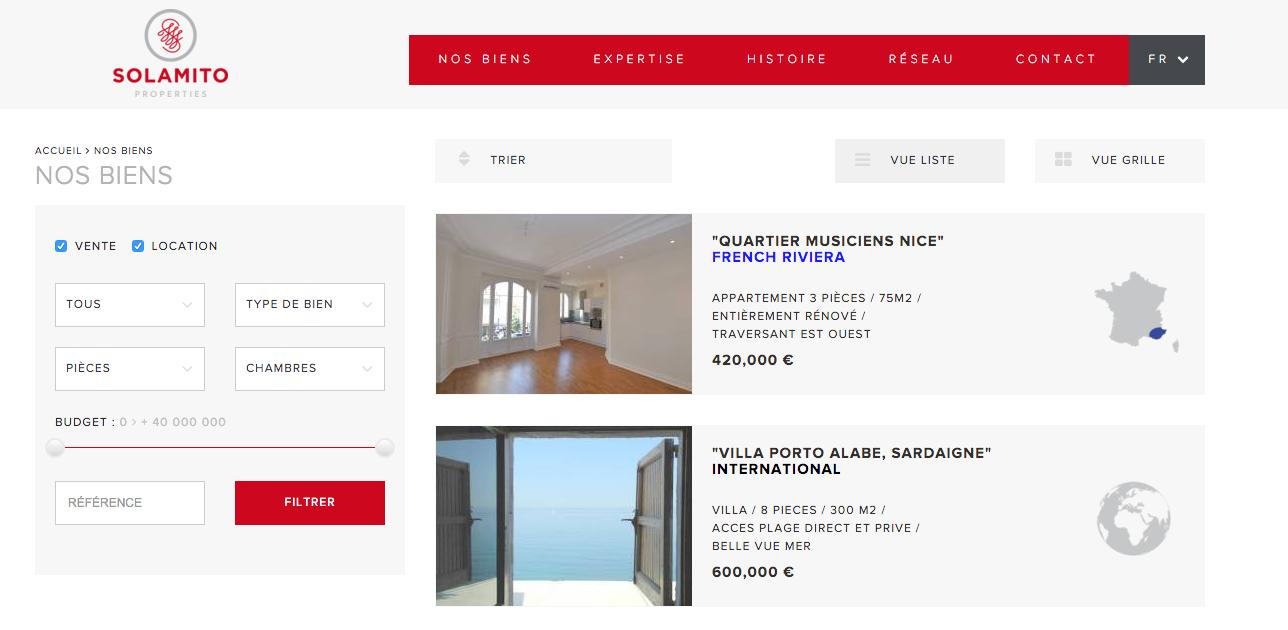 SOLAMITO
PROPERTIES
NOS BIENS
EXPERTISE
HISTOIRE
RÉSEAU
CONTACT
FR
ACCUEIL > NOS BIENS
NOS BIENS
VENTE
LOCATION
TOUS
TYPE DE BIEN
PIÈCES
CHAMBRES
BUDGET : 0 > + 40 000 000
RÉFÉRENCE
FILTRER
TRIER
VUE LISTE
VUE GRILLE
"QUARTIER MUSICIENS NICE"
FRENCH RIVIERA
APPARTEMENT 3 PIÈCES / 75M2 /
ENTIÈREMENT RÉNOVÉ /
TRAVERSANT EST OUEST
420,000 €
"VILLA PORTO ALABE, SARDAIGNE"
INTERNATIONAL
VILLA / 8 PIECES / 300 M2 /
ACCES PLAGE DIRECT ET PRIVE /
BELLE VUE MER
600,000 €